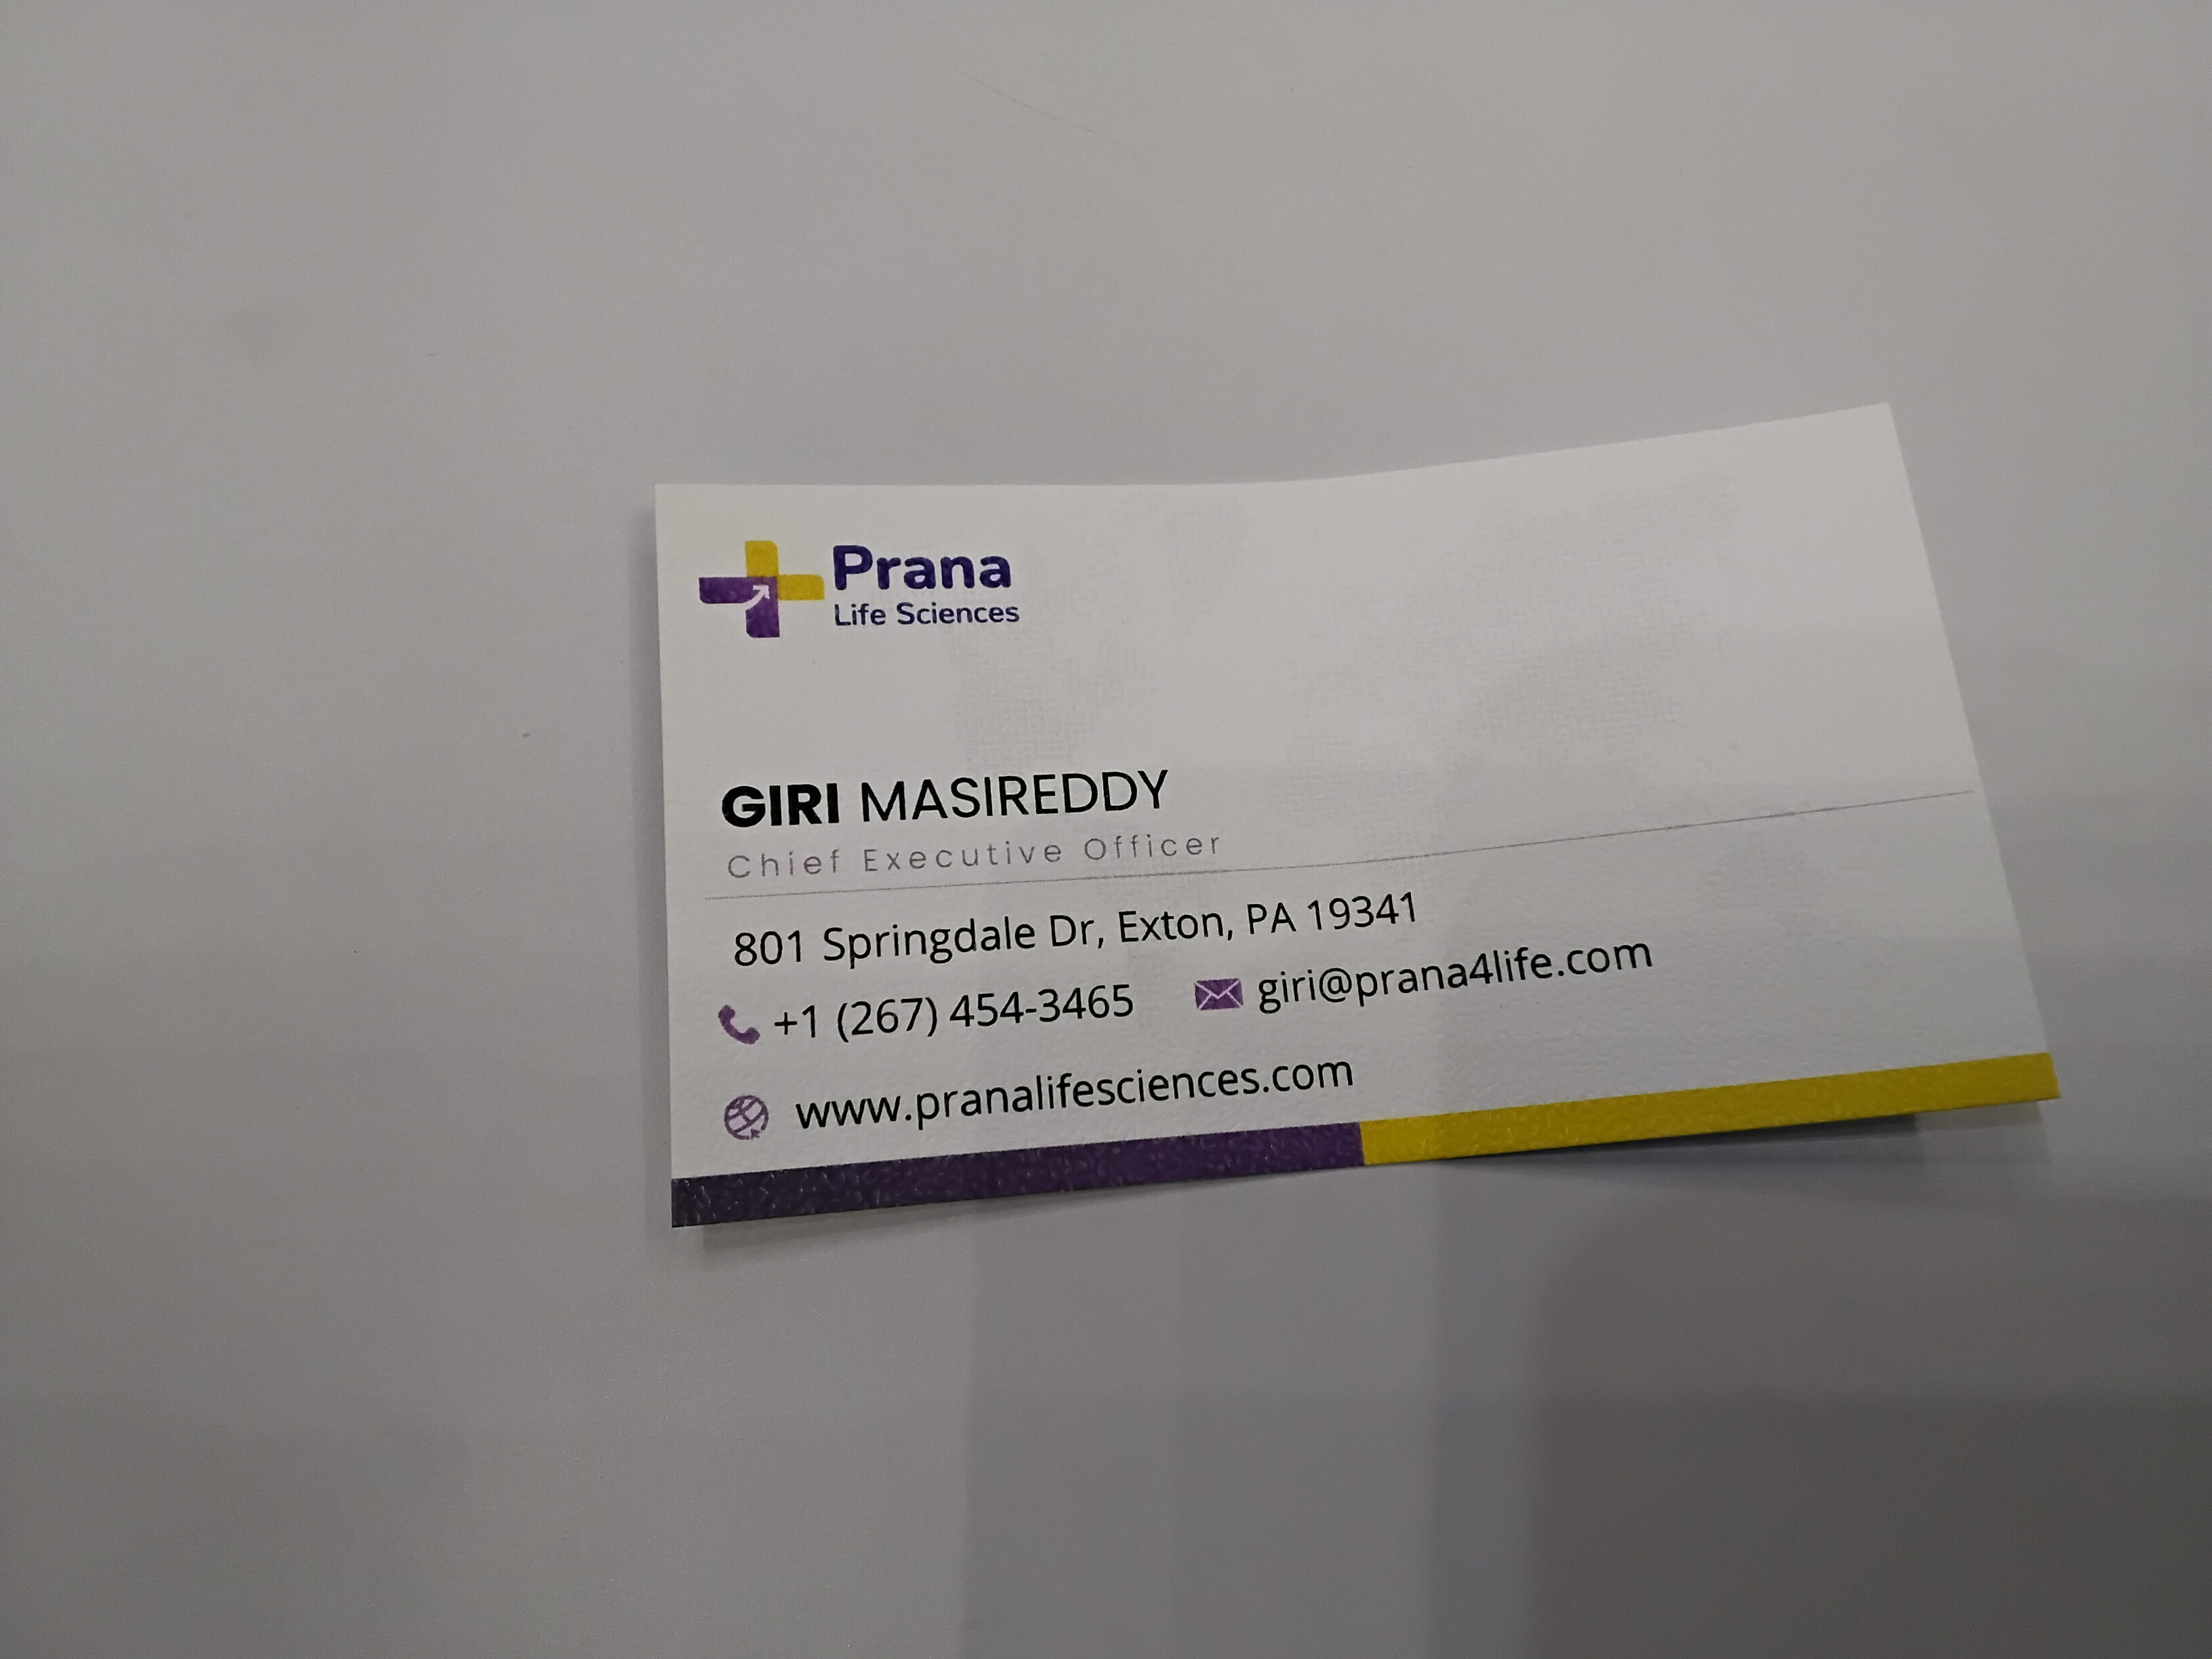 Prana
Life Sciences
GIRI MASIREDDY
Chief Executive Officer
801 Springdale Dr, Exton, PA 19341
+1 (267) 454-3465 giri@prana4life.com
www.pranalifesciences.com